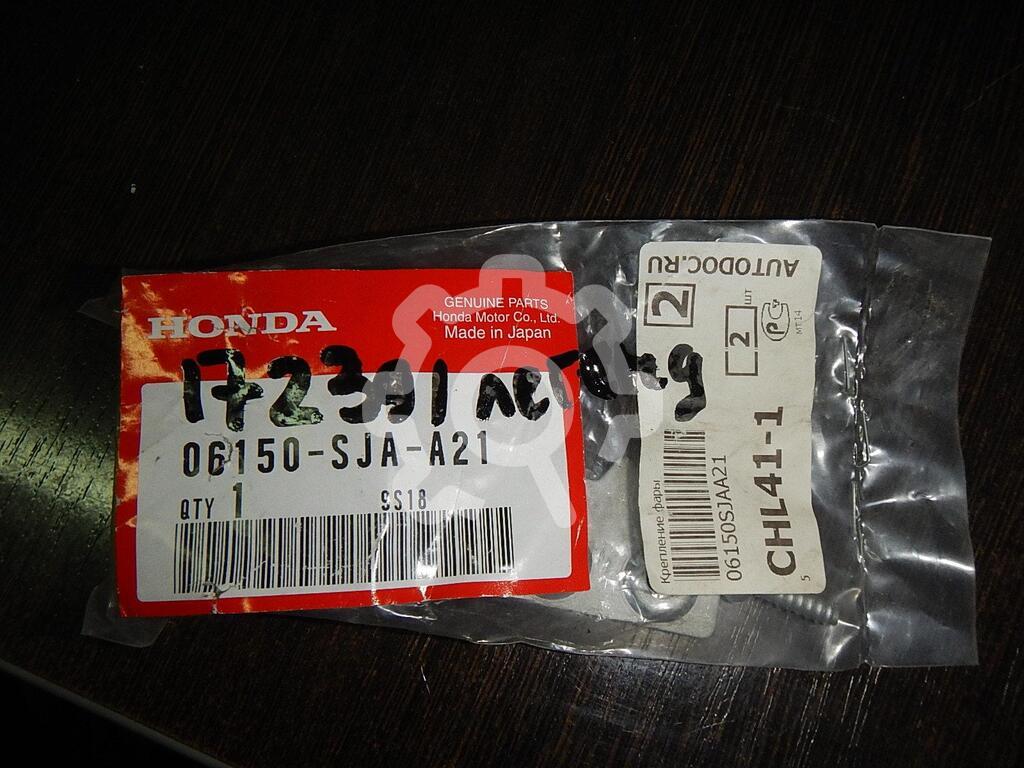 HONDA
GENUINE PARTS
Honda Motor Co., Ltd.
Made in Japan
06150-SJA-A21
QTY 1 9S18
AUTODOC.RU
2
2 шт
РС
МТ14
Крепление фары
06150SJAA21
CHL41-1
5